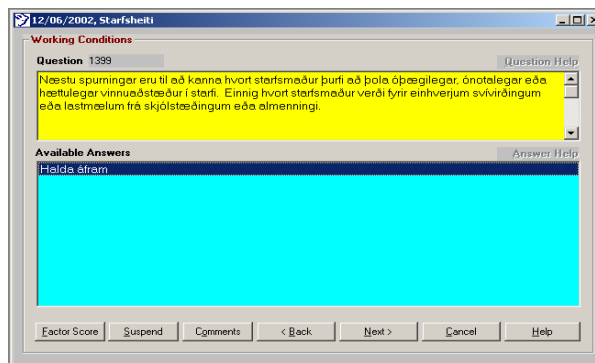 12/06/2002, Starfsheiti
Working Conditions
Question 1399 Question Help
Næstu spurningar eru til að kanna hvort starfsmaður þurfi að þola óþægilegar, ónotalegar eða
hættulegar vinnuaðstæður í starfi. Einnig hvort starfsmaður verði fyrir einhverjum svívirðingum
eða lastmælum frá skjólstæðingum eða almenningi.
Available Answers Answer Help
Halda áfram
Factor Score Suspend Comments < Back Next > Cancel Help